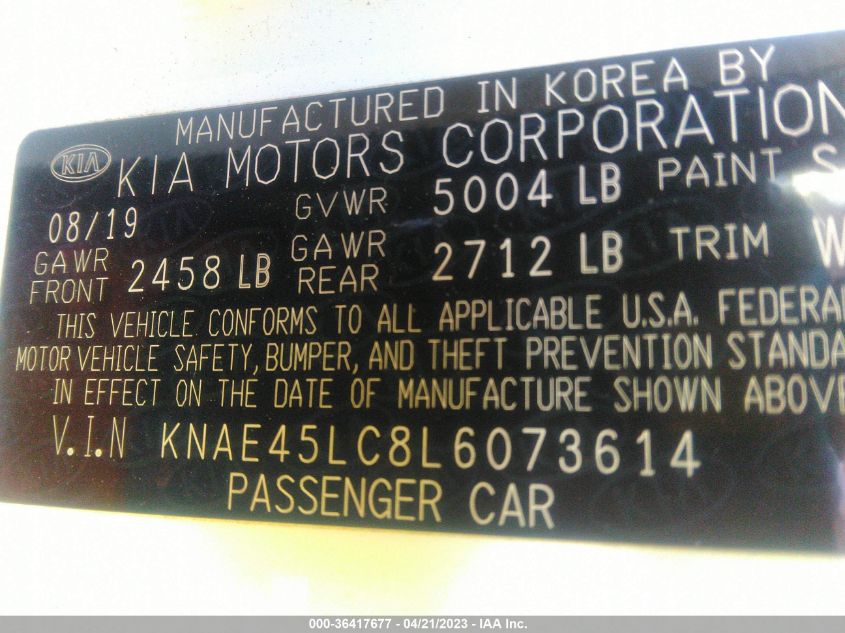 MANUFACTURED IN KOREA BY
KIA KIA MOTORS CORPORATION
08/19 GVWR 5004 LB PAINT S
GAWR FRONT 2458 LB GAWR REAR 2712 LB TRIM W
THIS VEHICLE CONFORMS TO ALL APPLICABLE U.S.A. FEDERAL
MOTOR VEHICLE SAFETY, BUMPER, AND THEFT PREVENTION STANDA
IN EFFECT ON THE DATE OF MANUFACTURE SHOWN ABOVE
V.I.N KNAE45LC8L6073614
PASSENGER CAR
000-36417677 - 04/21/2023 - IAA Inc.